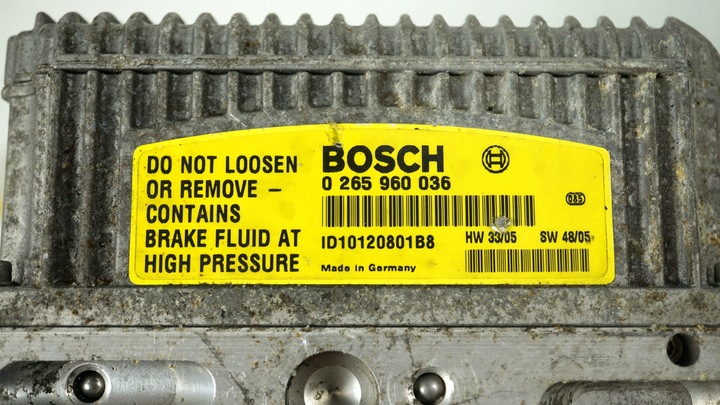 DO NOT LOOSEN
OR REMOVE –
CONTAINS
BRAKE FLUID AT
HIGH PRESSURE
BOSCH
0 265 960 036
085
ID10120801B8
HW 33/05 SW 48/05
Made in Germany